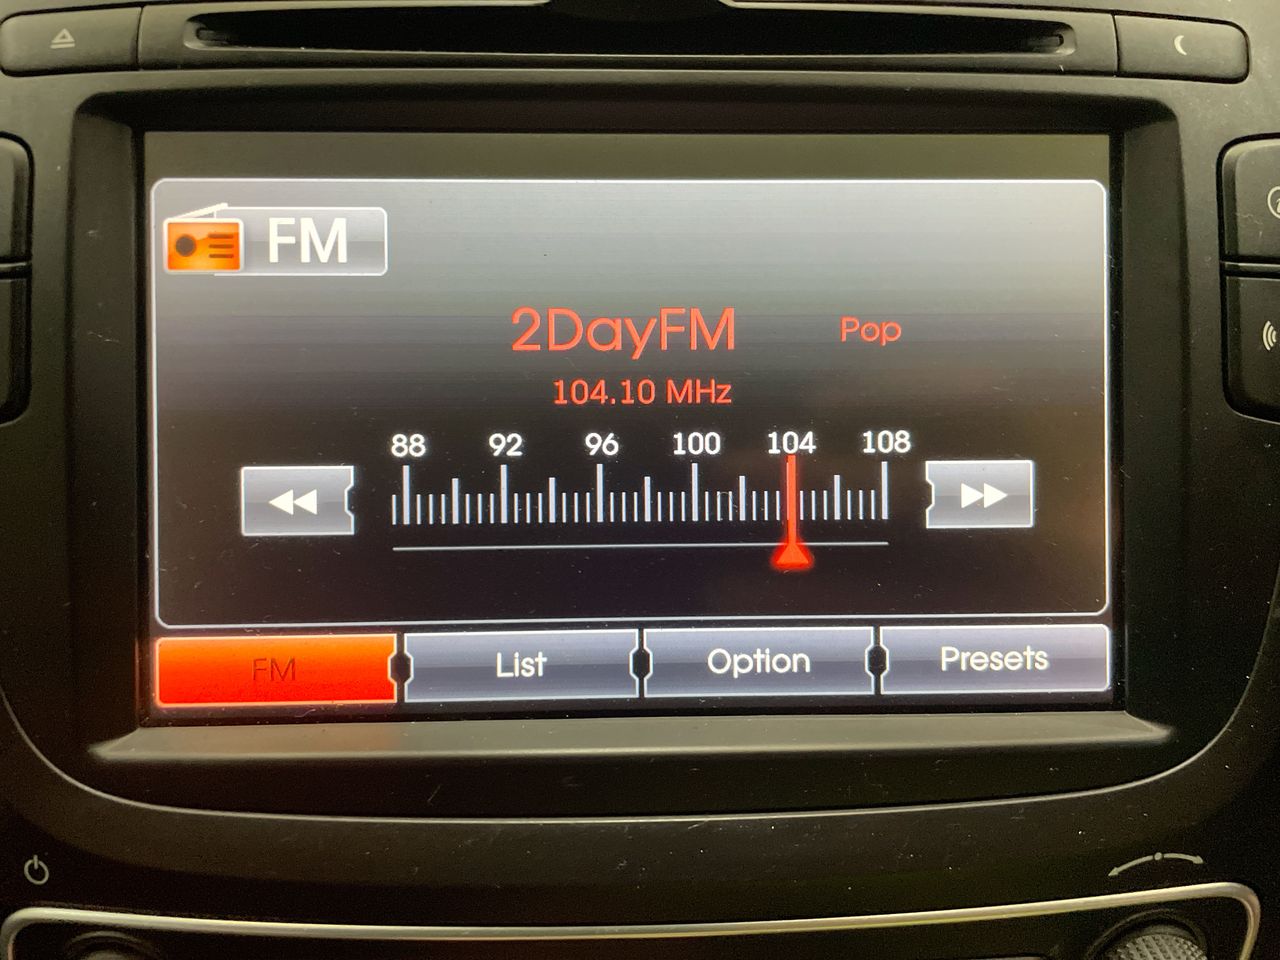 FM
2DayFM Pop
104.10 MHz
88 92 96 100 104 108
FM List Option Presets